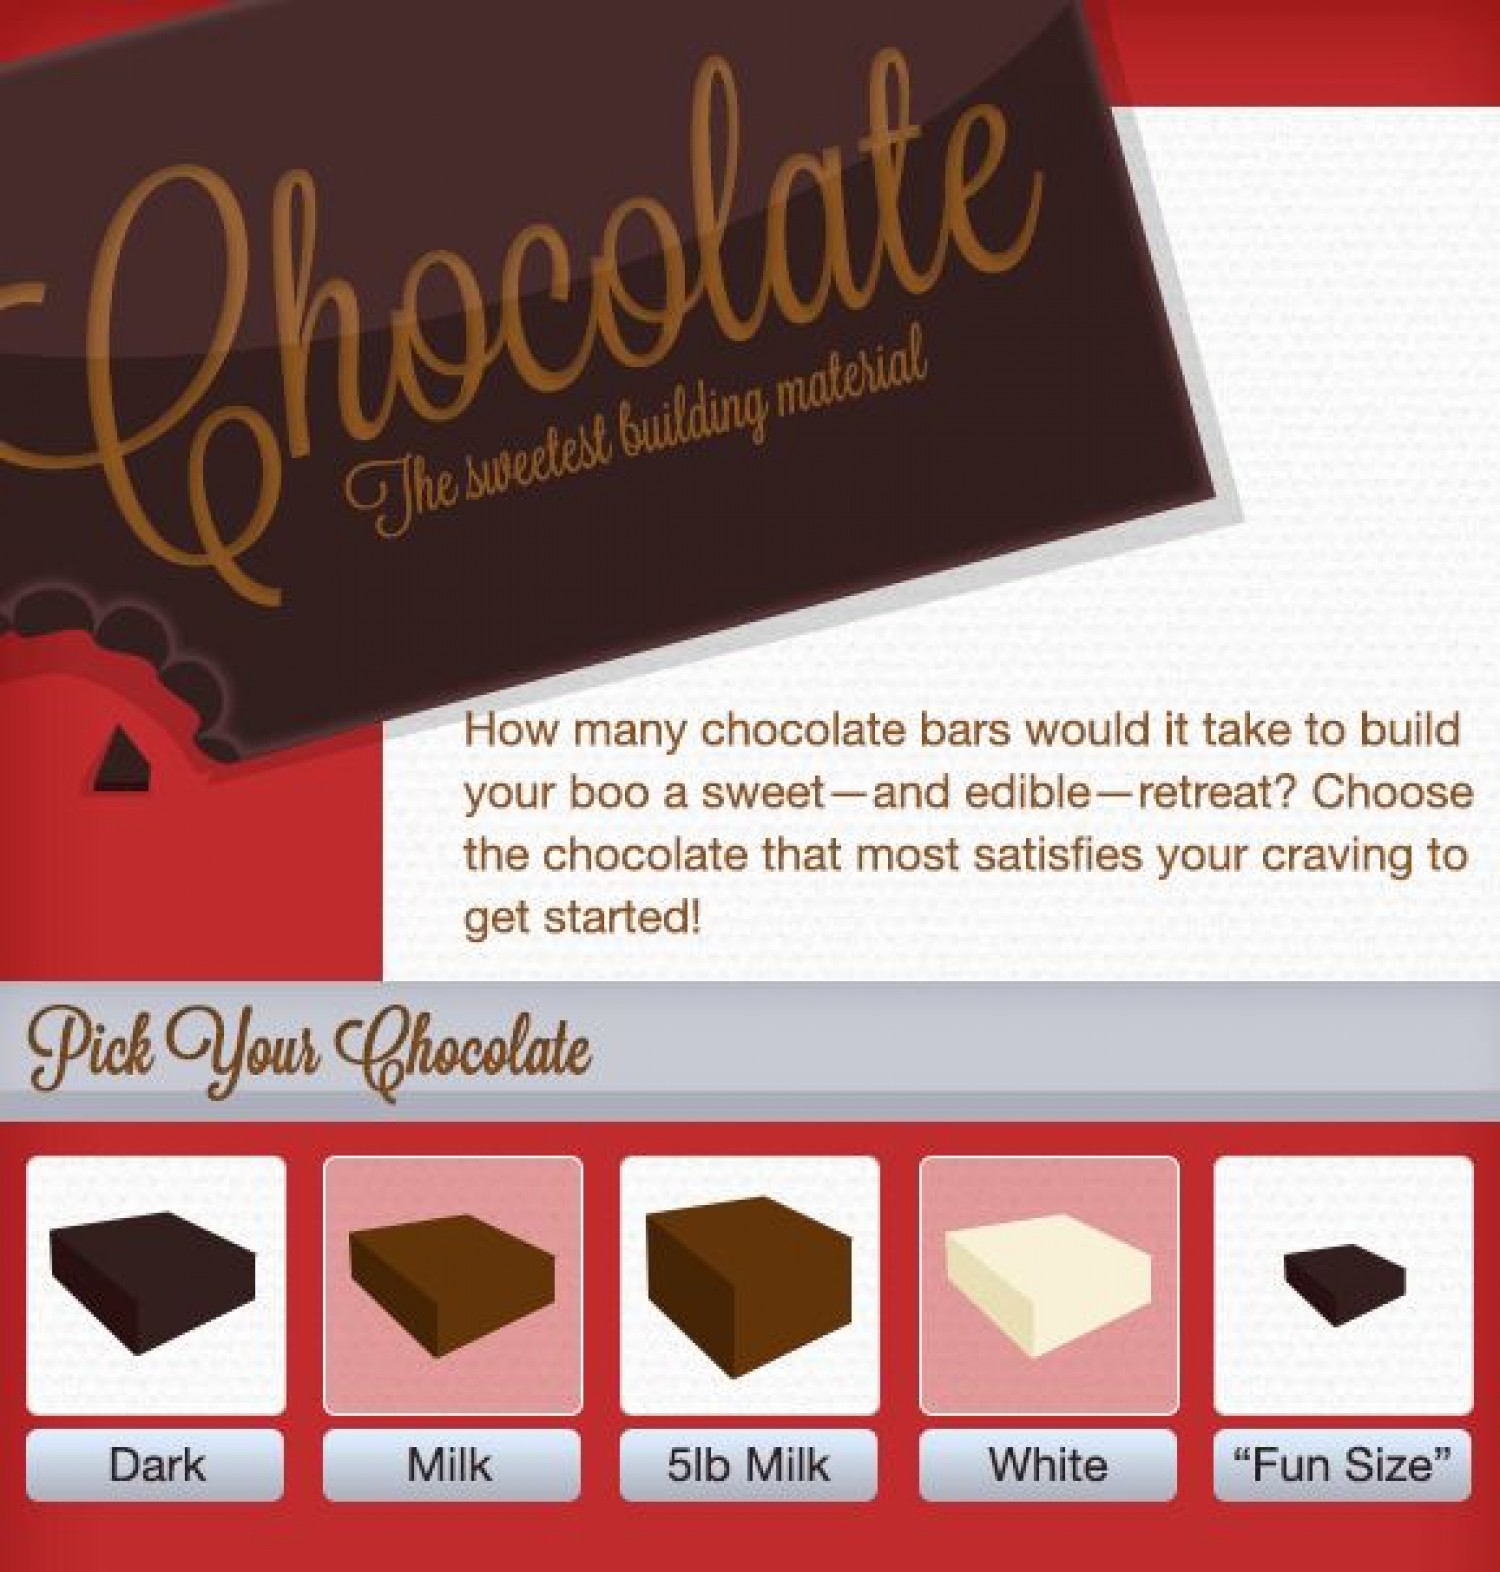 Chocolate
The sweetest building material
How many chocolate bars would it take to build
your boo a sweet—and edible—retreat? Choose
the chocolate that most satisfies your craving to
get started!
Pick Your Chocolate
Dark
Milk
5lb Milk
White
“Fun Size”